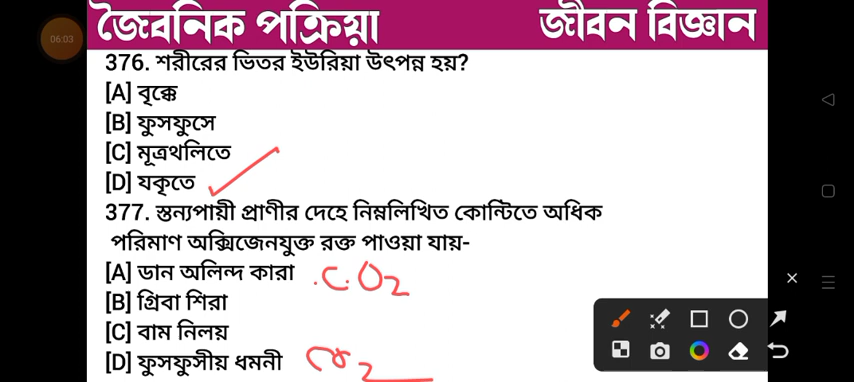 জৈবনিক পক্রিয়া জীবন বিজ্ঞান
06:03
376. শরীরের ভিতর ইউরিয়া উৎপন্ন হয়?
[A] বৃক্কে
[B] ফুসফুসে
[C] মূত্রথলিতে
[D] যকৃতে
377. স্তন্যপায়ী প্রাণীর দেহে নিম্নলিখিত কোন্টিতে অধিক
পরিমাণ অক্সিজেনযুক্ত রক্ত পাওয়া যায়-
[A] ডান অলিন্দ কারা .C.O2
[B] গ্রিবা শিরা
[C] বাম নিলয়
[D] ফুসফুসীয় ধমনী